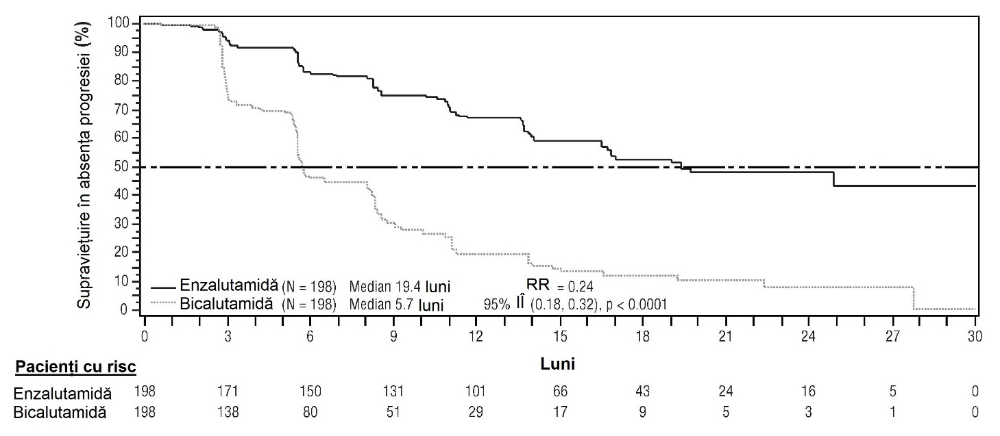 Supraviețuire în absența progresiei (%)
100
90
80
70
60
50
40
30
20
10
0
Enzalutamidă (N = 198) Median 19.4 luni RR = 0.24
Bicalutamidă (N = 198) Median 5.7 luni 95% IÎ (0.18, 0.32), p < 0.0001
0 3 6 9 12 15 18 21 24 27 30
Luni
Pacienți cu risc
Enzalutamidă 198 171 150 131 101 66 43 24 16 5 0
Bicalutamidă 198 138 80 51 29 17 9 5 3 1 0